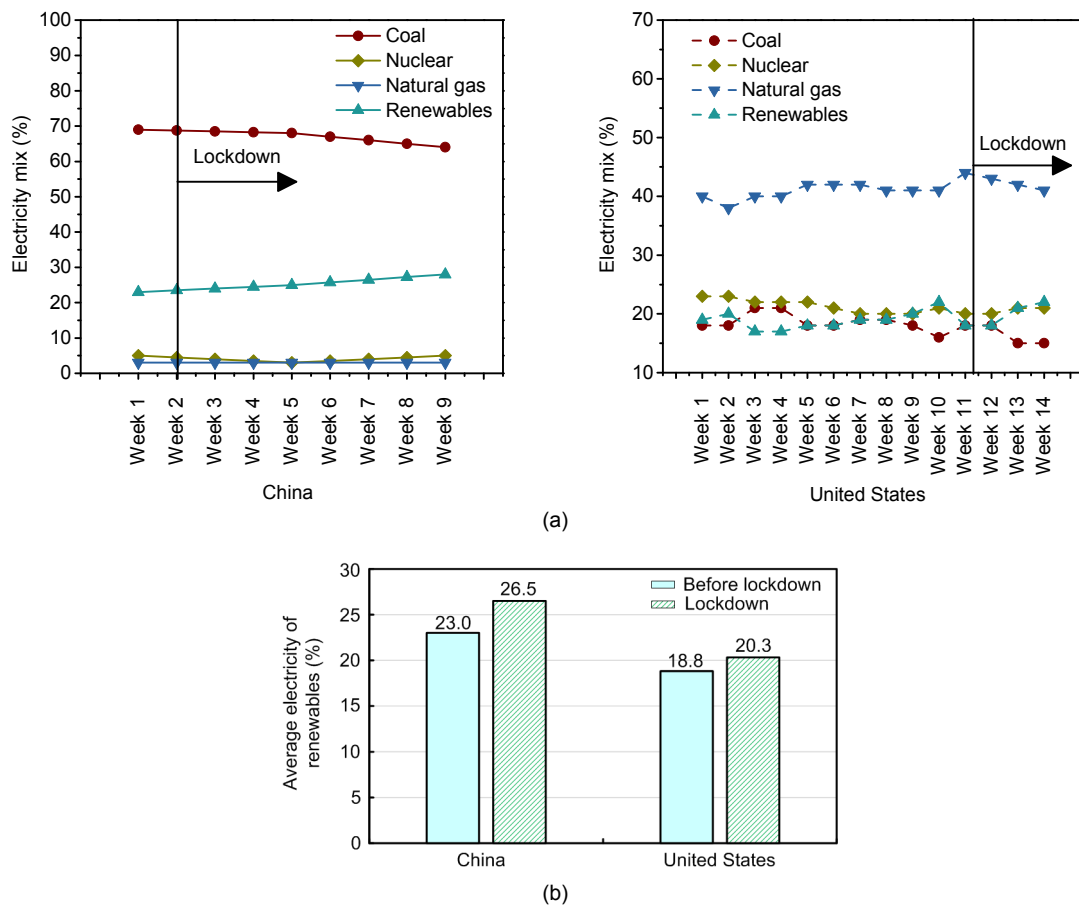 100
90
80
70
60
50
40
30
20
10
0
Electricity mix (%)
Coal
Nuclear
Natural gas
Renewables
Lockdown
Week 1
Week 2
Week 3
Week 4
Week 5
Week 6
Week 7
Week 8
Week 9
China
70
60
50
40
30
20
10
Electricity mix (%)
Coal
Nuclear
Natural gas
Renewables
Lockdown
Week 1
Week 2
Week 3
Week 4
Week 5
Week 6
Week 7
Week 8
Week 9
Week 10
Week 11
Week 12
Week 13
Week 14
United States
(a)
30
25
20
15
10
5
0
Average electricity of
renewables (%)
Before lockdown
Lockdown
23.0
26.5
18.8
20.3
China
United States
(b)